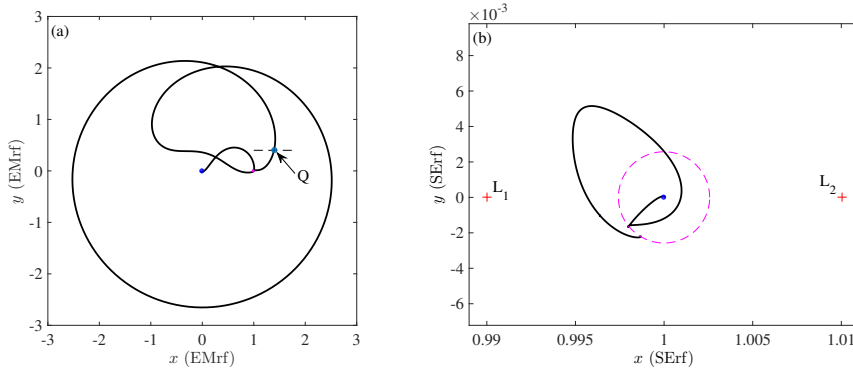 (a)
3
2
1
0
-1
-2
-3
-3 -2 -1 0 1 2 3
x (EMrf)
y (EMrf)
Q
×10⁻³
(b)
8
6
4
2
0
-2
-4
-6
0.99 0.995 1 1.005 1.01
x (SErf)
y (SErf)
L₁
L₂